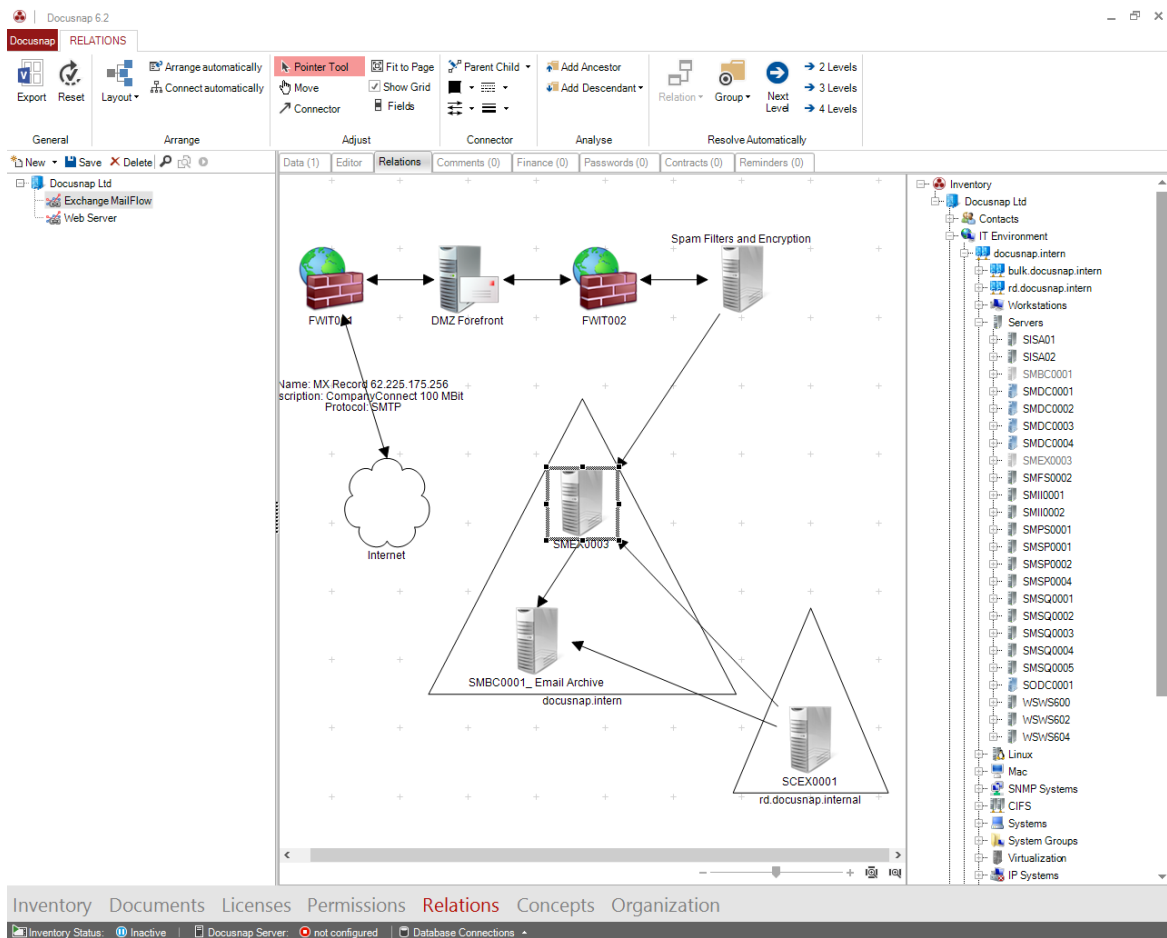 Docusnap 6.2
Docusnap RELATIONS
Export Reset Layout Arrange automatically Connect automatically Pointer Tool Move Connector Fit to Page Show Grid Fields Parent Child Add Ancestor Add Descendant Relation Group Next Level 2 Levels 3 Levels 4 Levels
General Arrange Adjust Connector Analyse Resolve Automatically
New Save Delete
Docusnap Ltd
Exchange MailFlow
Web Server
Data (1) Editor Relations Comments (0) Finance (0) Passwords (0) Contracts (0) Reminders (0)
Spam Filters and Encryption
DMZ Forefront
FWIT002
Name: MX Record 62.225.175.256
scription: CompanyConnect 100 MBit
Protocol: SMTP
Internet
SMEX0003
SMBC0001_ Email Archive
docusnap.intern
SCEX0001
rd.docusnap.internal
Inventory
Docusnap Ltd
Contacts
IT Environment
docusnap.intern
bulk.docusnap.intern
rd.docusnap.intern
Workstations
Servers
SISA01
SISA02
SMBC0001
SMDC0001
SMDC0002
SMDC0003
SMDC0004
SMEX0003
SMFS0002
SMII0001
SMII0002
SMPS0001
SMSP0001
SMSP0002
SMSP0004
SMSQ0001
SMSQ0002
SMSQ0003
SMSQ0004
SMSQ0005
SODC0001
WSWS600
WSWS602
WSWS604
Linux
Mac
SNMP Systems
CIFS
Systems
System Groups
Virtualization
IP Systems
Inventory Documents Licenses Permissions Relations Concepts Organization
Inventory Status: Inactive Docusnap Server: not configured Database Connections